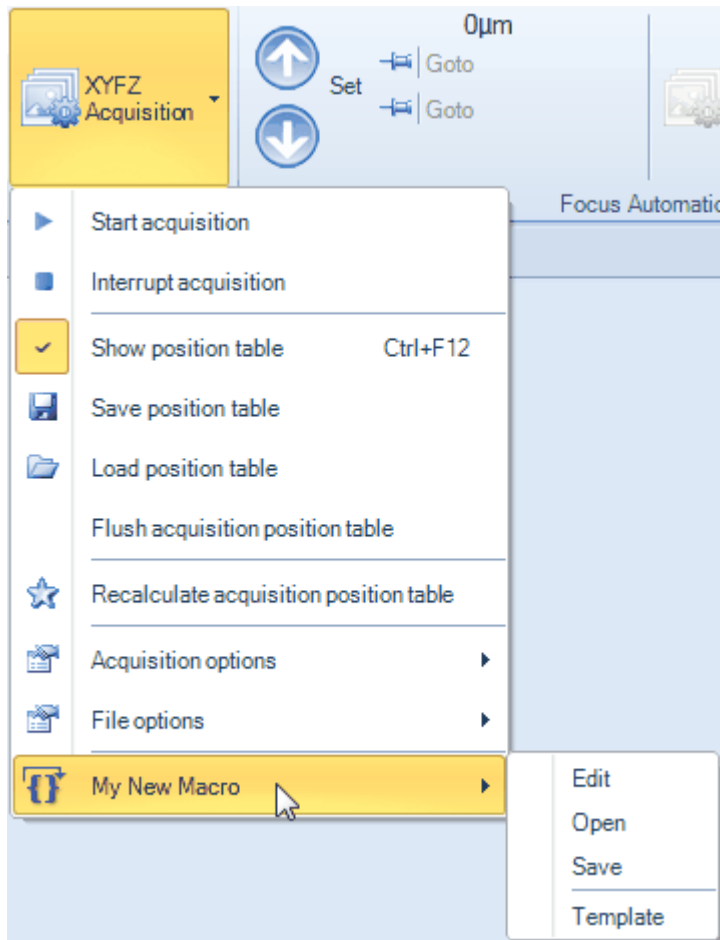 0µm
XYFZ
Acquisition
Set
Goto
Goto
Focus Automatic
Start acquisition
Interrupt acquisition
Show position table Ctrl+F12
Save position table
Load position table
Flush acquisition position table
Recalculate acquisition position table
Acquisition options
File options
My New Macro
Edit
Open
Save
Template